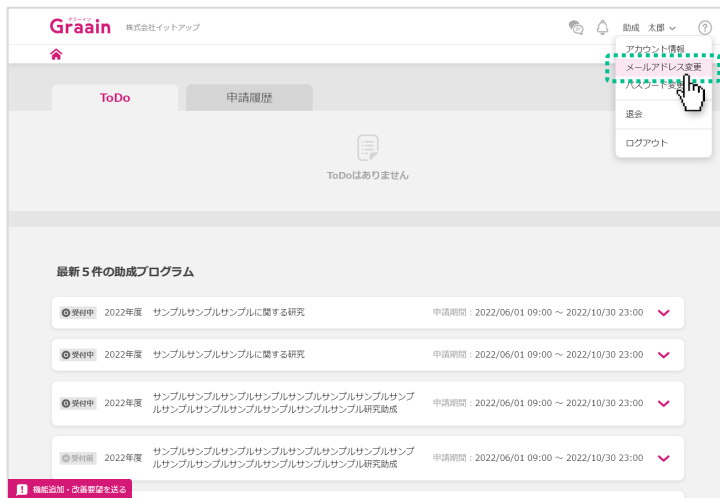 グラーイン
Graain 株式会社イットアップ
助成 太郎
?
アカウント情報
メールアドレス変更
パスワード変更
退会
ログアウト
ToDo
申請履歴
ToDoはありません
最新5件の助成プログラム
受付中 2022年度 サンプルサンプルサンプルに関する研究 申請期間:2022/06/01 09:00 ~ 2022/10/30 23:00
受付中 2022年度 サンプルサンプルサンプルに関する研究 申請期間:2022/06/01 09:00 ~ 2022/10/30 23:00
受付中 2022年度 サンプルサンプルサンプルサンプルサンプルサンプルサンプルサンプ
ルサンプルサンプルサンプルサンプルサンプルサンプル研究助成 申請期間:2022/06/01 09:00 ~ 2022/10/30 23:00
受付前 2022年度 サンプルサンプルサンプルサンプルサンプルサンプルサンプルサンプ
ルサンプルサンプルサンプルサンプルサンプルサンプル研究助成 申請期間:2022/06/01 09:00 ~ 2022/10/30 23:00
機能追加・改善要望を送る